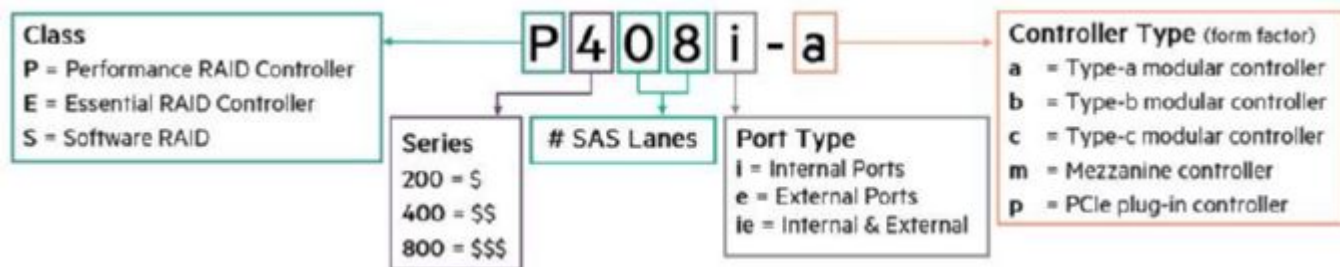 P408i-a
Class
P = Performance RAID Controller
E = Essential RAID Controller
S = Software RAID
Series
200 = $
400 = $$
800 = $$$
# SAS Lanes
Port Type
i = Internal Ports
e = External Ports
ie = Internal & External
Controller Type (form factor)
a = Type-a modular controller
b = Type-b modular controller
c = Type-c modular controller
m = Mezzanine controller
p = PCIe plug-in controller